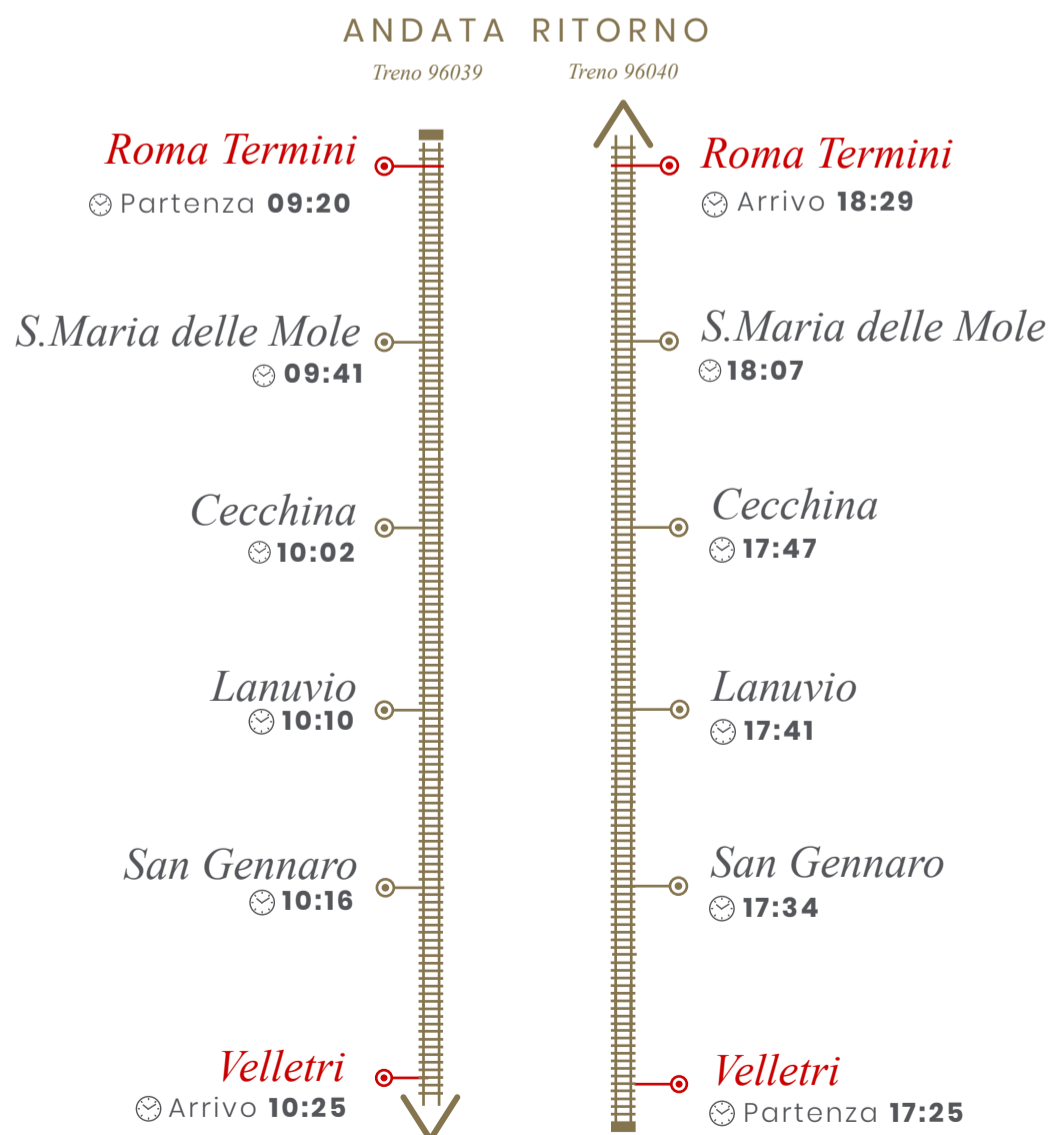 ANDATA RITORNO
Treno 96039 Treno 96040
Roma Termini
Partenza 09:20
S.Maria delle Mole
09:41
Cecchina
10:02
Lanuvio
10:10
San Gennaro
10:16
Velletri
Arrivo 10:25
Roma Termini
Arrivo 18:29
S.Maria delle Mole
18:07
Cecchina
17:47
Lanuvio
17:41
San Gennaro
17:34
Velletri
Partenza 17:25